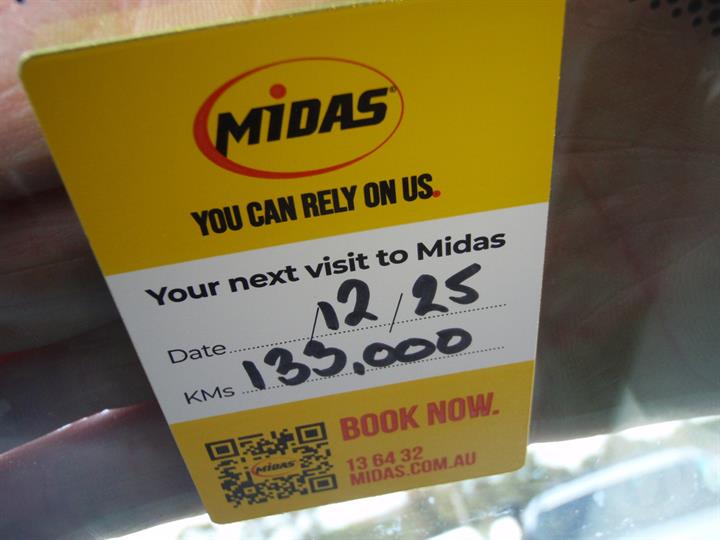 MIDAS®
YOU CAN RELY ON US.
Your next visit to Midas
Date ........ /12 / 25
KMs ........ 133,000
MIDAS
BOOK NOW.
13 64 32
MIDAS.COM.AU